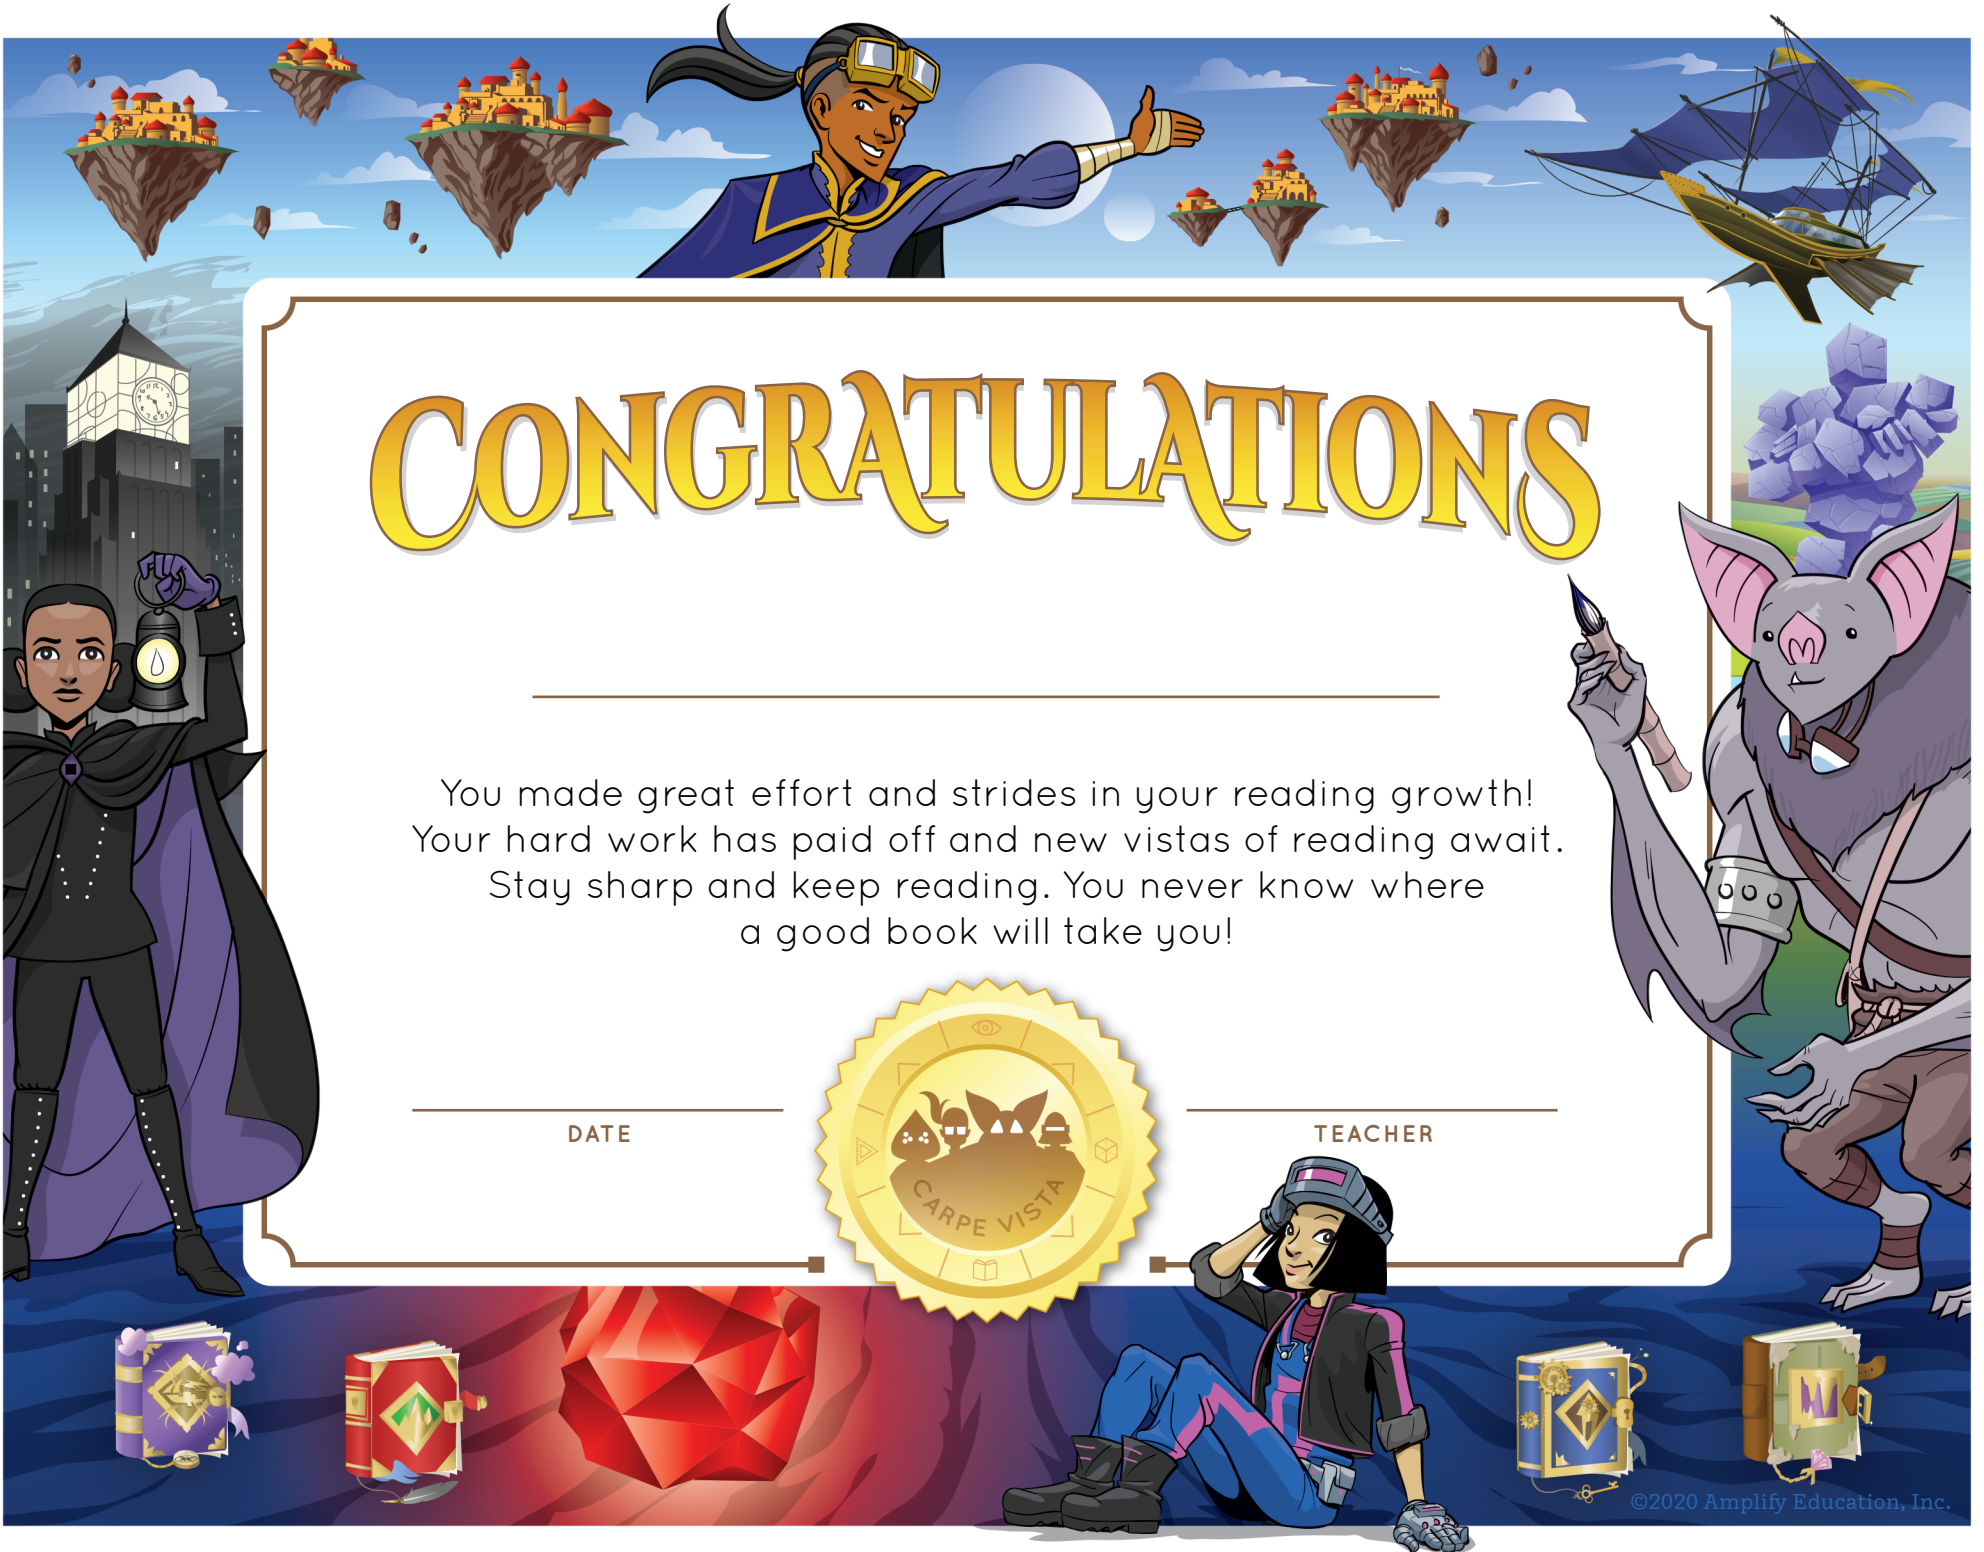 CONGRATULATIONS
You made great effort and strides in your reading growth!
Your hard work has paid off and new vistas of reading await.
Stay sharp and keep reading. You never know where
a good book will take you!
DATE
TEACHER
CARPE VISTA
©2020 Amplify Education, Inc.